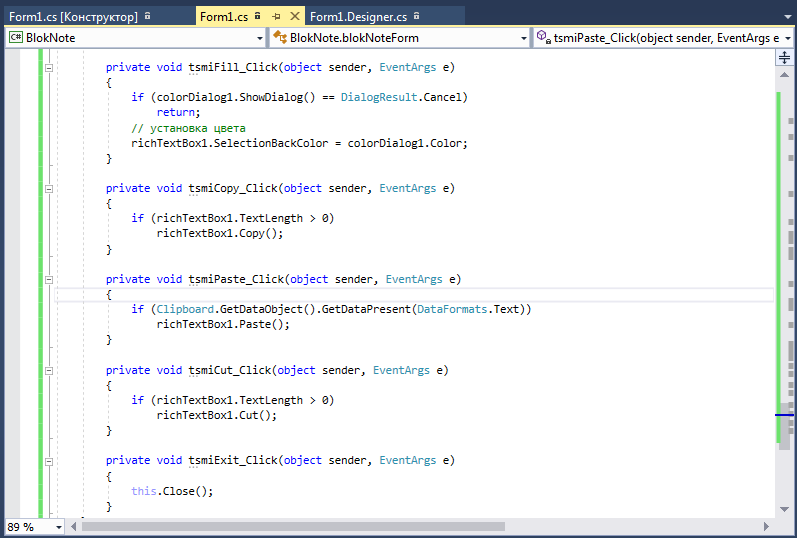 Form1.cs [Конструктор] Form1.cs Form1.Designer.cs
C# BlokNote BlokNote.blokNoteForm tsmiPaste_Click(object sender, EventArgs e
private void tsmiFill_Click(object sender, EventArgs e)
{
if (colorDialog1.ShowDialog() == DialogResult.Cancel)
return;
// установка цвета
richTextBox1.SelectionBackColor = colorDialog1.Color;
}
private void tsmiCopy_Click(object sender, EventArgs e)
{
if (richTextBox1.TextLength > 0)
richTextBox1.Copy();
}
private void tsmiPaste_Click(object sender, EventArgs e)
{
if (Clipboard.GetDataObject().GetDataPresent(DataFormats.Text))
richTextBox1.Paste();
}
private void tsmiCut_Click(object sender, EventArgs e)
{
if (richTextBox1.TextLength > 0)
richTextBox1.Cut();
}
private void tsmiExit_Click(object sender, EventArgs e)
{
this.Close();
}
89 %